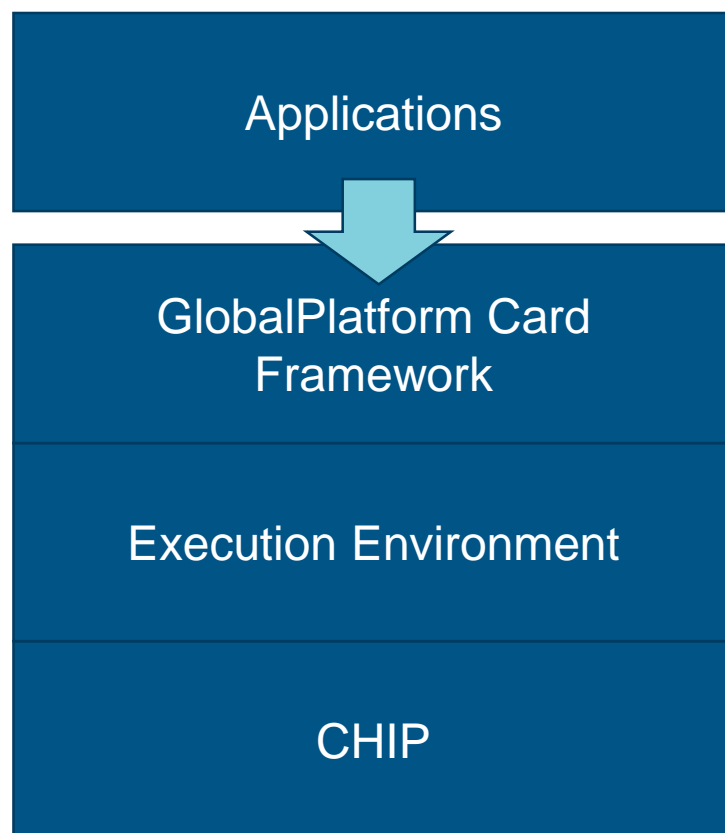 Applications
GlobalPlatform Card
Framework
Execution Environment
CHIP